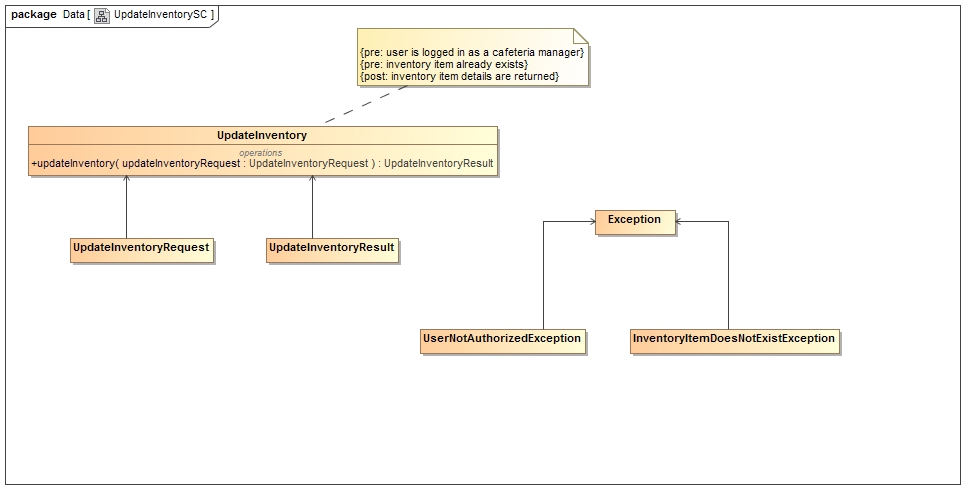 package Data [ UpdateInventorySC ]
{pre: user is logged in as a cafeteria manager}
{pre: inventory item already exists}
{post: inventory item details are returned}
UpdateInventory
operations
+updateInventory( updateInventoryRequest : UpdateInventoryRequest ) : UpdateInventoryResult
Exception
UpdateInventoryRequest
UpdateInventoryResult
UserNotAuthorizedException
InventoryItemDoesNotExistException